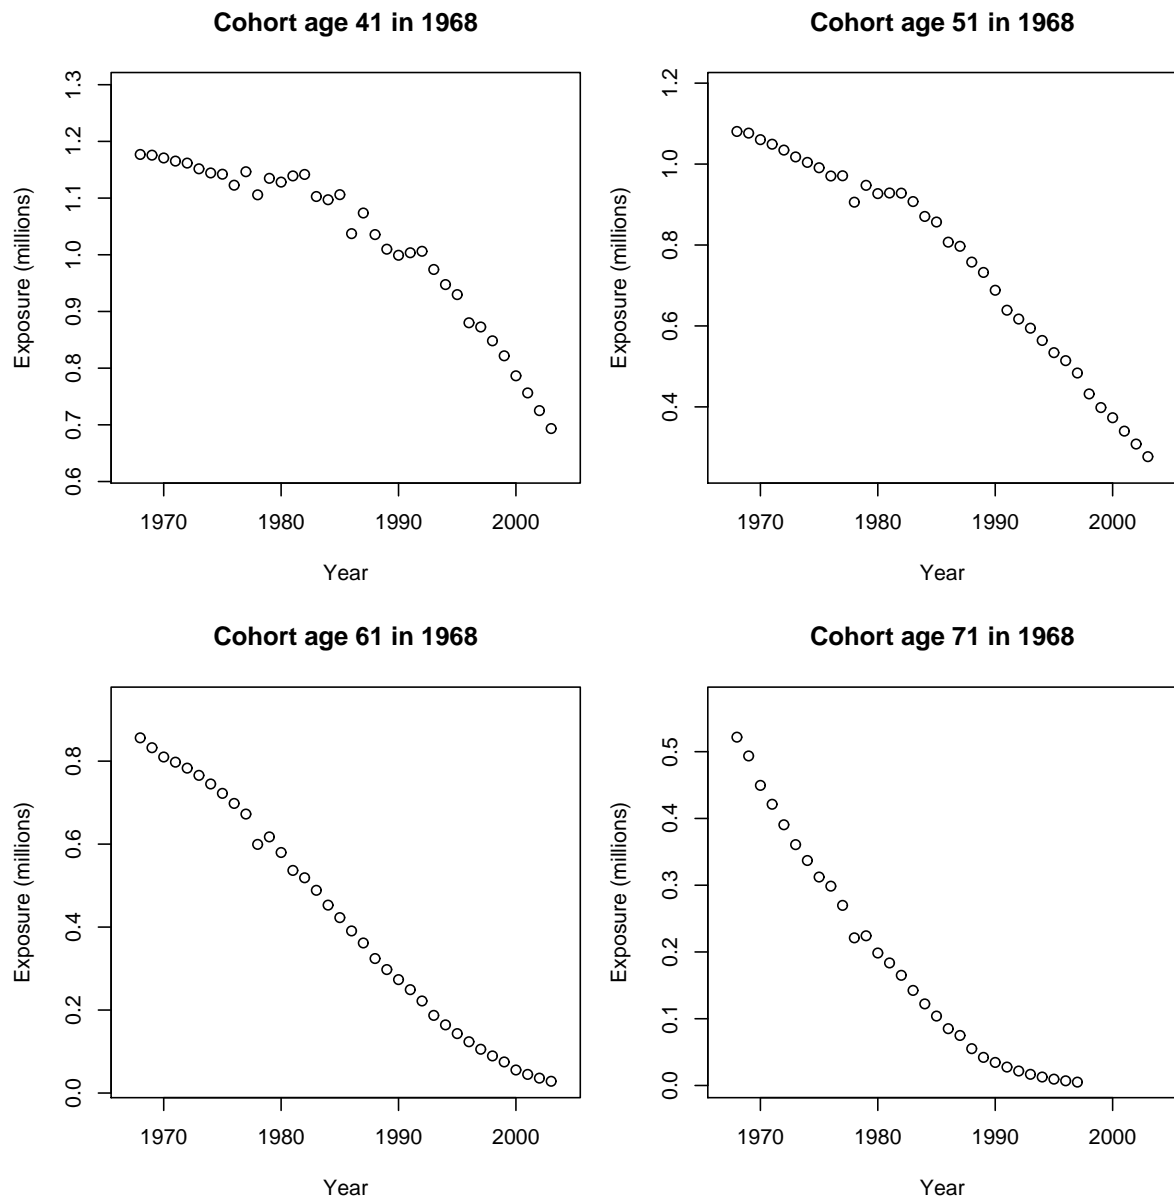 Cohort age 41 in 1968
Exposure (millions)
1.3
1.2
1.1
1.0
0.9
0.8
0.7
0.6
1970 1980 1990 2000
Year
Cohort age 51 in 1968
Exposure (millions)
1.2
1.0
0.8
0.6
0.4
1970 1980 1990 2000
Year
Cohort age 61 in 1968
Exposure (millions)
0.8
0.6
0.4
0.2
0.0
1970 1980 1990 2000
Year
Cohort age 71 in 1968
Exposure (millions)
0.5
0.4
0.3
0.2
0.1
0.0
1970 1980 1990 2000
Year